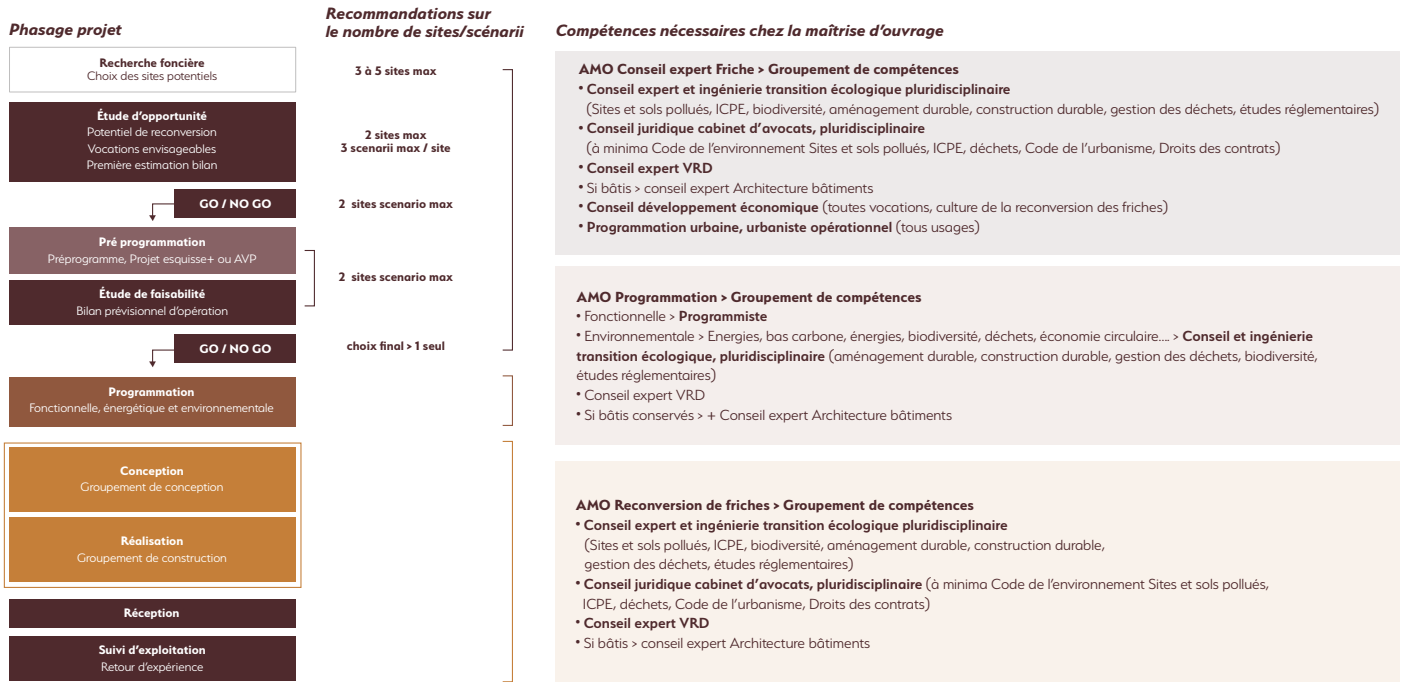 Phasage projet
Recommandations sur
le nombre de sites/scénarii
Compétences nécessaires chez la maîtrise d'ouvrage
Recherche foncière
Choix des sites potentiels
3 à 5 sites max
Étude d'opportunité
Potentiel de reconversion
Vocations envisageables
Première estimation bilan
2 sites max
3 scenarii max / site
GO / NO GO
2 sites scenario max
Pré programmation
Préprogramme, Projet esquisse+ ou AVP
2 sites scenario max
Étude de faisabilité
Bilan prévisionnel d'opération
GO / NO GO
choix final > 1 seul
Programmation
Fonctionnelle, énergétique et environnementale
Conception
Groupement de conception
Réalisation
Groupement de construction
Réception
Suivi d'exploitation
Retour d'expérience
AMO Conseil expert Friche > Groupement de compétences
• Conseil expert et ingénierie transition écologique pluridisciplinaire
(Sites et sols pollués, ICPE, biodiversité, aménagement durable, construction durable, gestion des déchets, études réglementaires)
• Conseil juridique cabinet d'avocats, pluridisciplinaire
(à minima Code de l'environnement Sites et sols pollués, ICPE, déchets, Code de l'urbanisme, Droits des contrats)
• Conseil expert VRD
• Si bâtis > conseil expert Architecture bâtiments
• Conseil développement économique (toutes vocations, culture de la reconversion des friches)
• Programmation urbaine, urbaniste opérationnel (tous usages)
AMO Programmation > Groupement de compétences
• Fonctionnelle > Programmiste
• Environnementale > Energies, bas carbone, énergies, biodiversité, déchets, économie circulaire.... > Conseil et ingénierie
transition écologique, pluridisciplinaire (aménagement durable, construction durable, gestion des déchets, biodiversité,
études réglementaires)
• Conseil expert VRD
• Si bâtis conservés > + Conseil expert Architecture bâtiments
AMO Reconversion de friches > Groupement de compétences
• Conseil expert et ingénierie transition écologique pluridisciplinaire
(Sites et sols pollués, ICPE, biodiversité, aménagement durable, construction durable,
gestion des déchets, études réglementaires)
• Conseil juridique cabinet d'avocats, pluridisciplinaire (à minima Code de l'environnement Sites et sols pollués,
ICPE, déchets, Code de l'urbanisme, Droits des contrats)
• Conseil expert VRD
• Si bâtis > conseil expert Architecture bâtiments